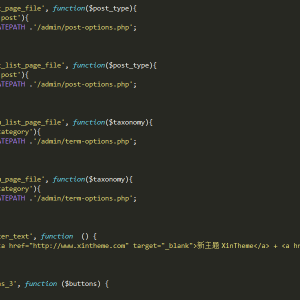 _page_file', function($post_type){
post'){
ATEPATH .'/admin/post-options.php';
_list_page_file', function($post_type){
post'){
ATEPATH .'/admin/post-options.php';
_list_page_file', function($taxonomy){
ategory'){
ATEPATH .'/admin/term-options.php';
_page_file', function($taxonomy){
ategory'){
ATEPATH .'/admin/term-options.php';
er_text', function () {
a href="http://www.xintheme.com" target="_blank">新主题 XinTheme</a> + <a hr
s_3', function ($buttons) {